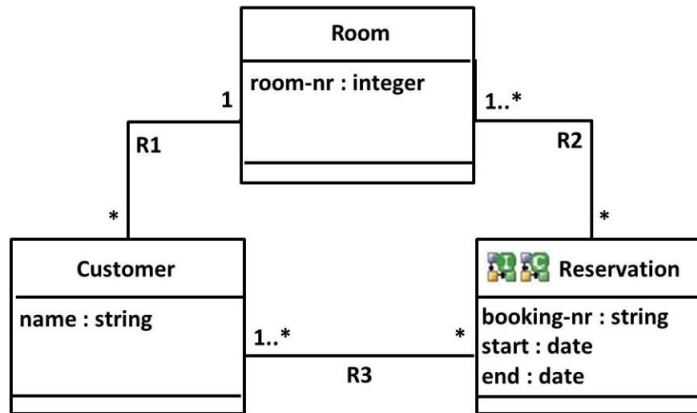 Room
room-nr : integer
1
1..*
R1
R2
*
*
Customer
I C Reservation
name : string
booking-nr : string
start : date
end : date
1..*
*
R3